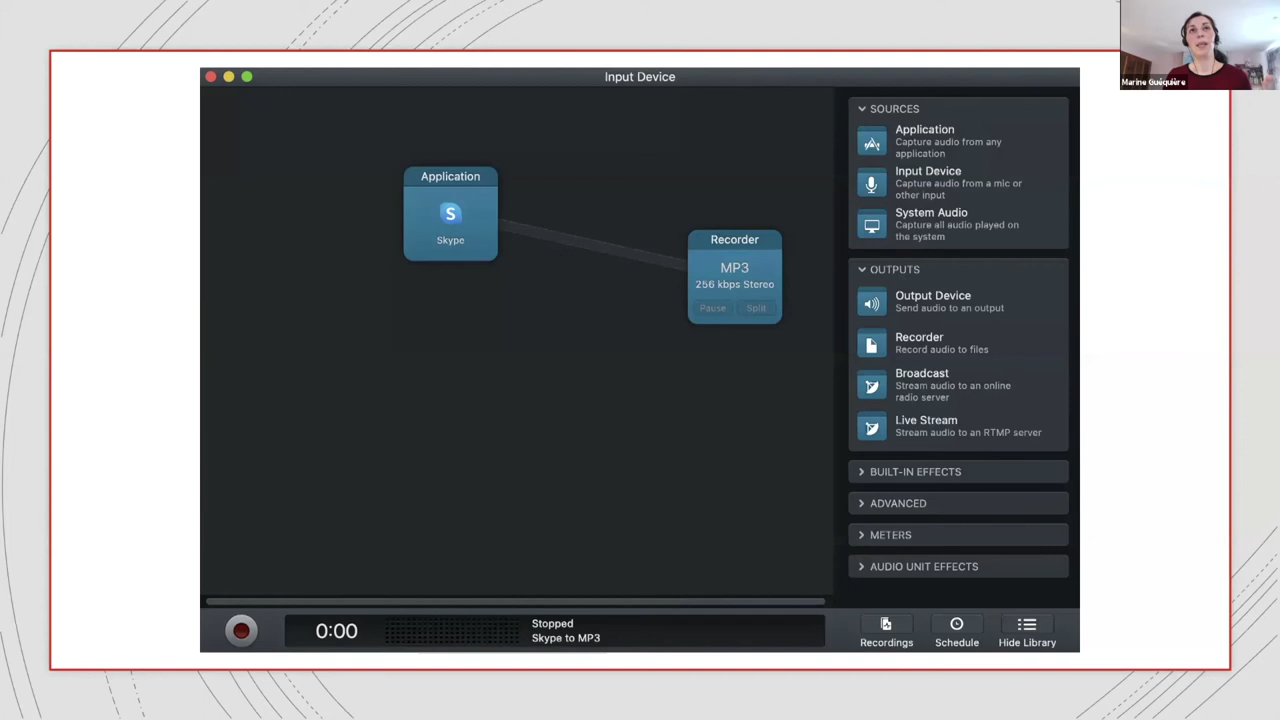 Input Device
Marine Guéquière
Application
S
Skype
Recorder
MP3
256 kbps Stereo
Pause
Split
SOURCES
Application
Capture audio from any
application
Input Device
Capture audio from a mic or
other input
System Audio
Capture all audio played on
the system
OUTPUTS
Output Device
Send audio to an output
Recorder
Record audio to files
Broadcast
Stream audio to an online
radio server
Live Stream
Stream audio to an RTMP server
BUILT-IN EFFECTS
ADVANCED
METERS
AUDIO UNIT EFFECTS
0:00
Stopped
Skype to MP3
Recordings
Schedule
Hide Library